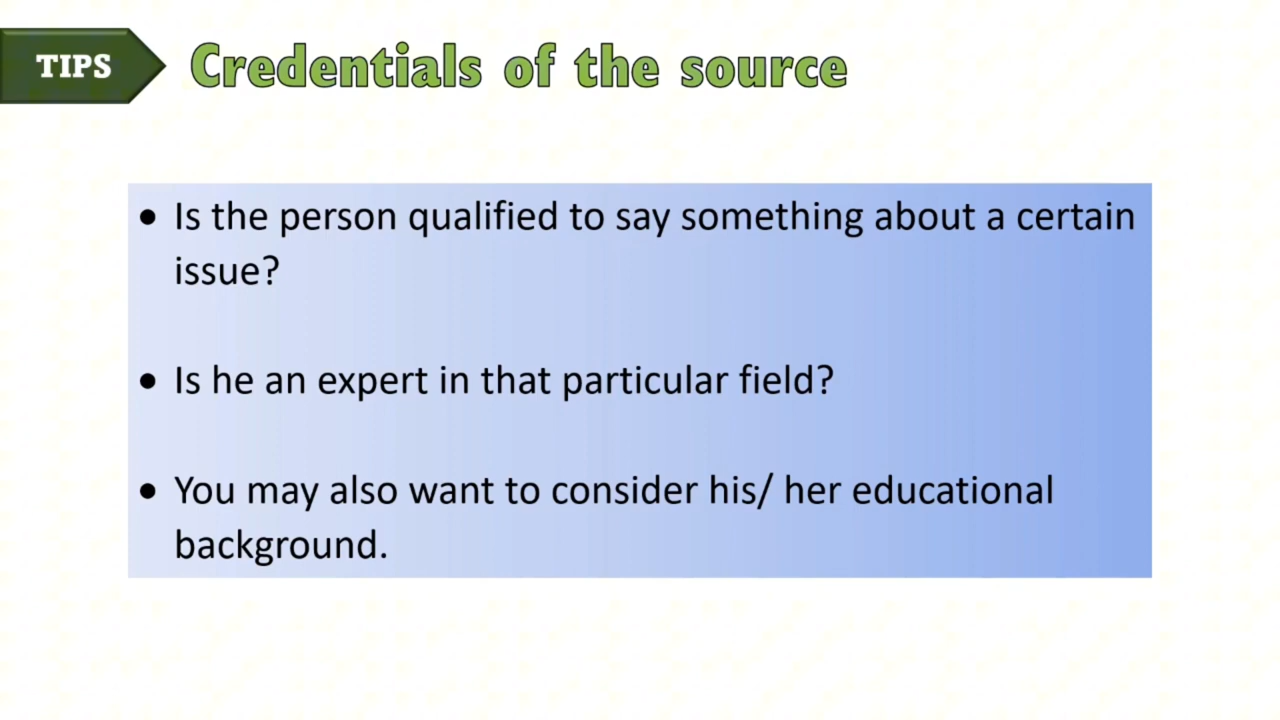 TIPS
Credentials of the source
• Is the person qualified to say something about a certain
issue?
• Is he an expert in that particular field?
• You may also want to consider his/ her educational
background.